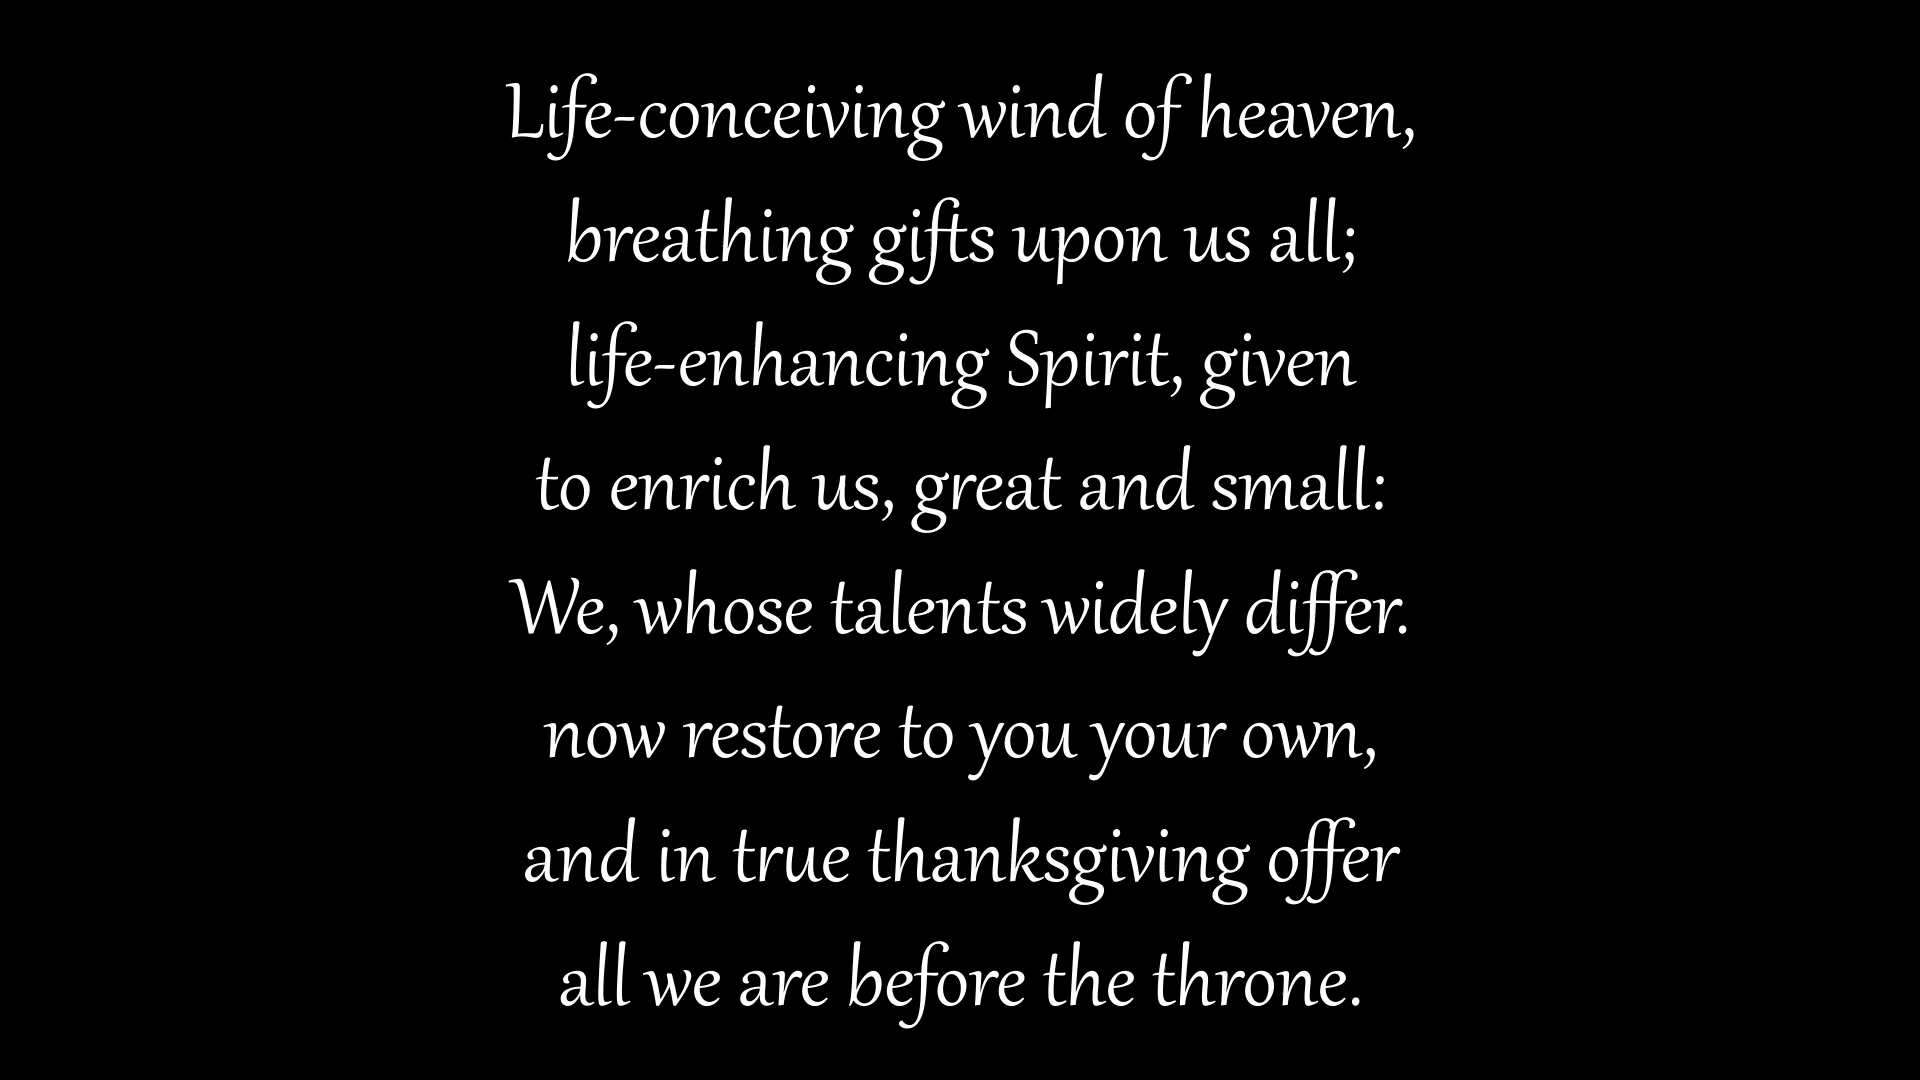 Life-conceiving wind of heaven,
breathing gifts upon us all;
life-enhancing Spirit, given
to enrich us, great and small:
We, whose talents widely differ.
now restore to you your own,
and in true thanksgiving offer
all we are before the throne.